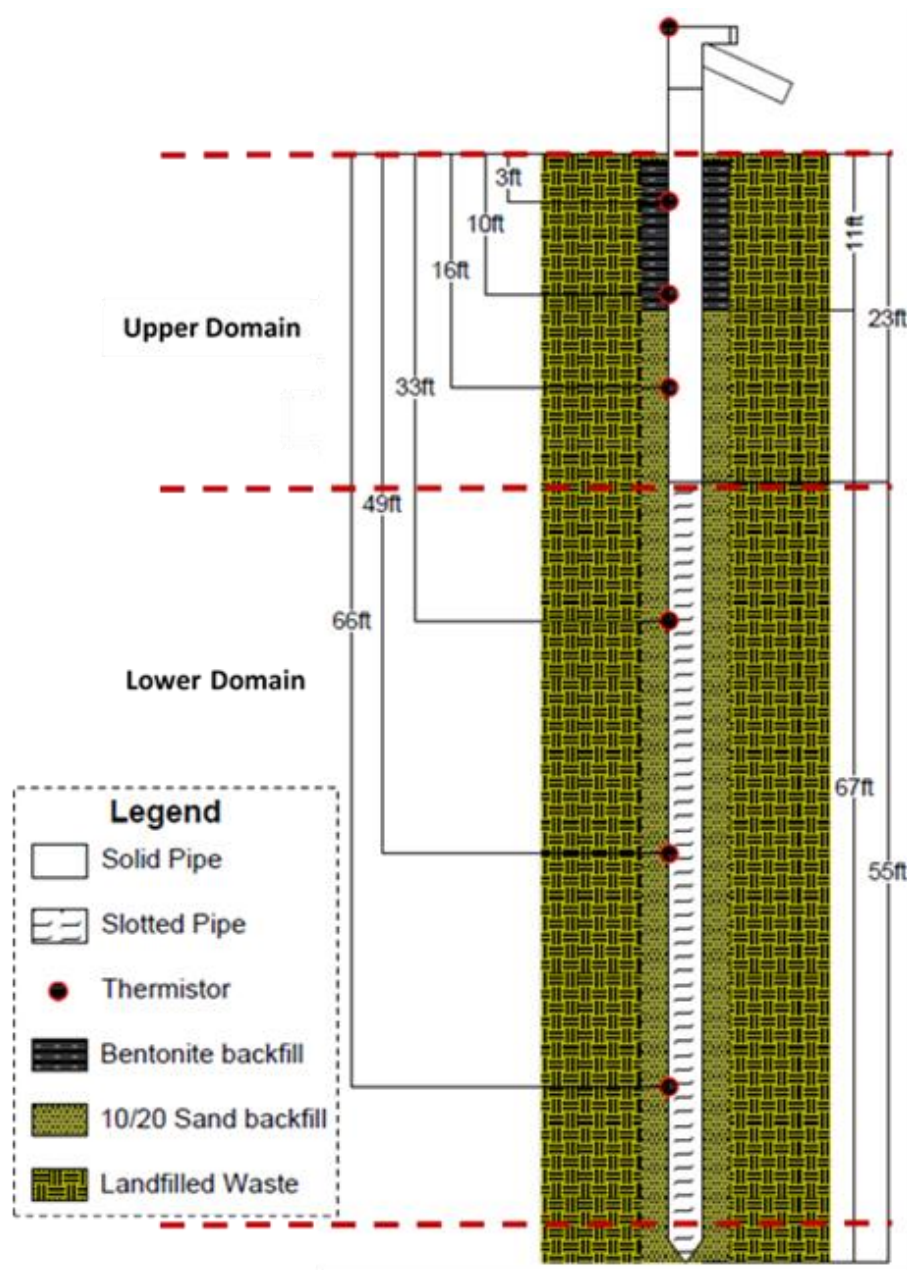 3ft
10ft
11ft
16ft
Upper Domain
23ft
33ft
49ft
66ft
Lower Domain
67ft
55ft
Legend
Solid Pipe
Slotted Pipe
Thermistor
Bentonite backfill
10/20 Sand backfill
Landfilled Waste